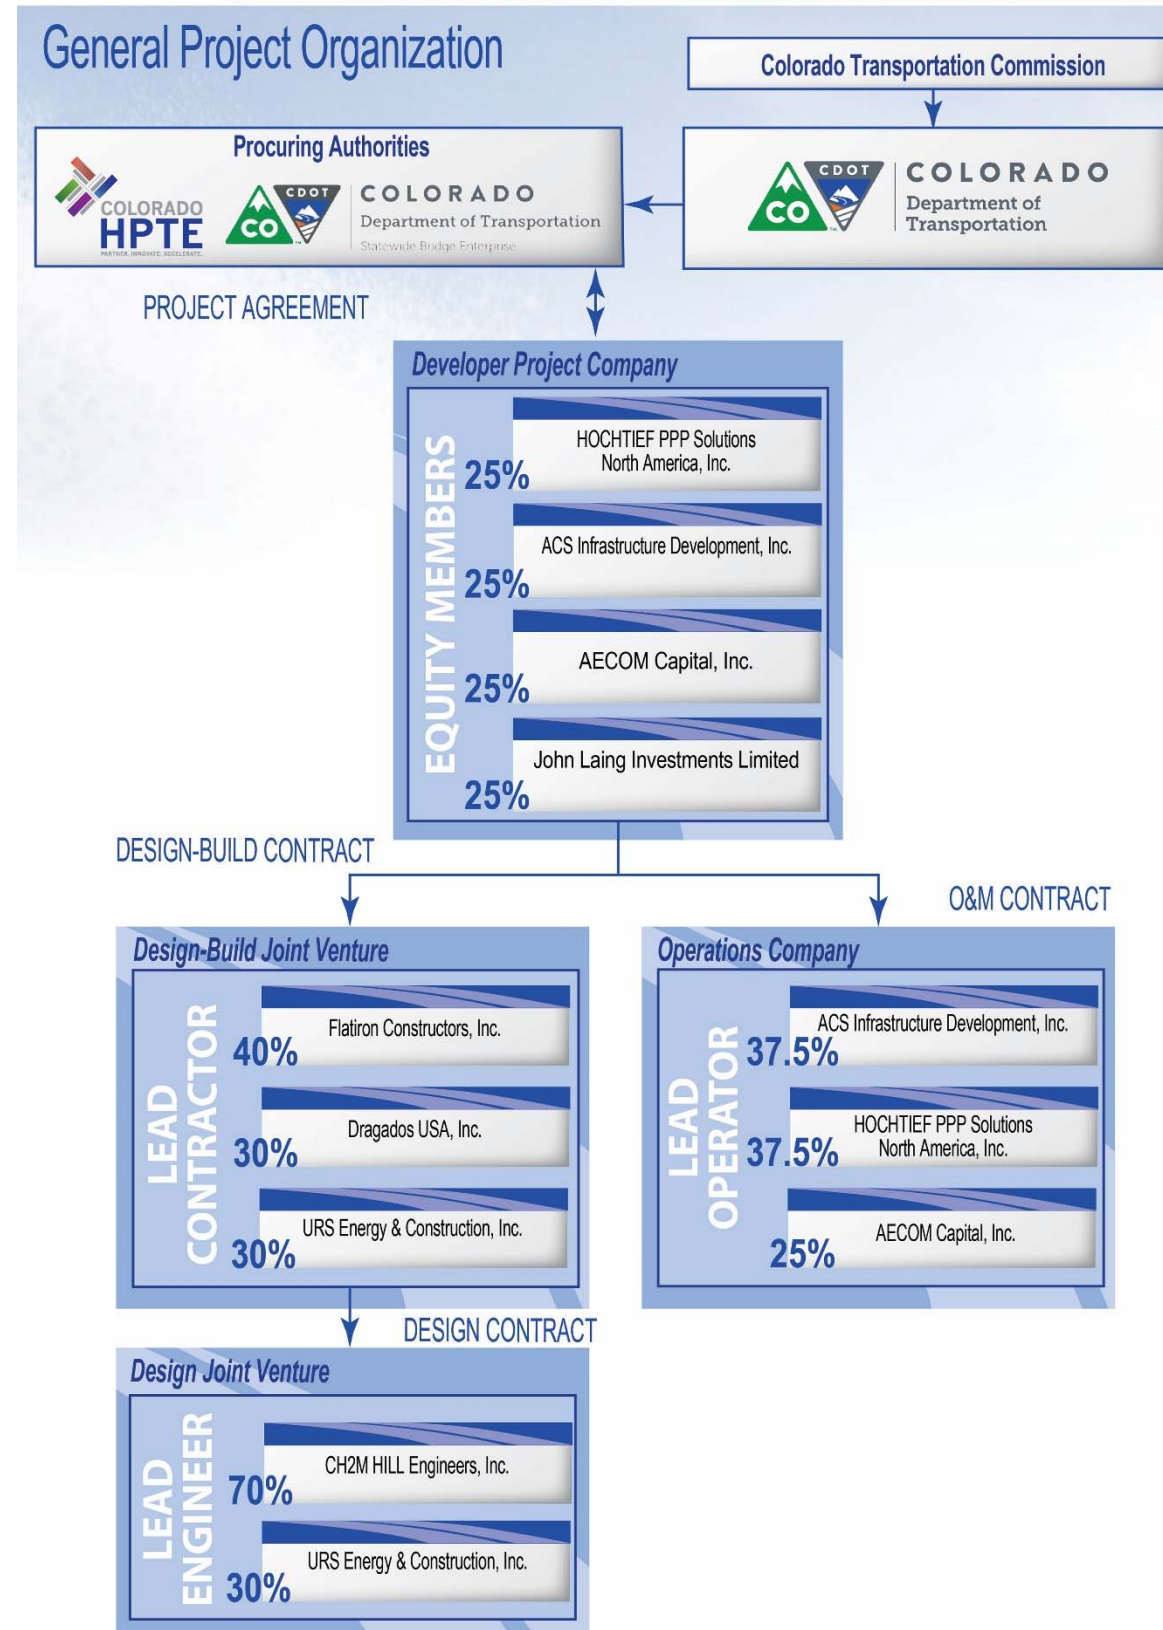 General Project Organization
Colorado Transportation Commission
Procuring Authorities
COLORADO
HPTE
PARTNER. INNOVATE. ACCELERATE.
CO
CDOT
TM
COLORADO
Department of Transportation
Statewide Bridge Enterprise
CO
CDOT
TM
COLORADO
Department of
Transportation
PROJECT AGREEMENT
Developer Project Company
EQUITY MEMBERS
HOCHTIEF PPP Solutions
North America, Inc.
25%
ACS Infrastructure Development, Inc.
25%
AECOM Capital, Inc.
25%
John Laing Investments Limited
25%
DESIGN-BUILD CONTRACT
O&M CONTRACT
Design-Build Joint Venture
LEAD
CONTRACTOR
Flatiron Constructors, Inc.
40%
Dragados USA, Inc.
30%
URS Energy & Construction, Inc.
30%
Operations Company
LEAD
OPERATOR
ACS Infrastructure Development, Inc.
37.5%
HOCHTIEF PPP Solutions
North America, Inc.
37.5%
AECOM Capital, Inc.
25%
DESIGN CONTRACT
Design Joint Venture
LEAD
ENGINEER
CH2M HILL Engineers, Inc.
70%
URS Energy & Construction, Inc.
30%